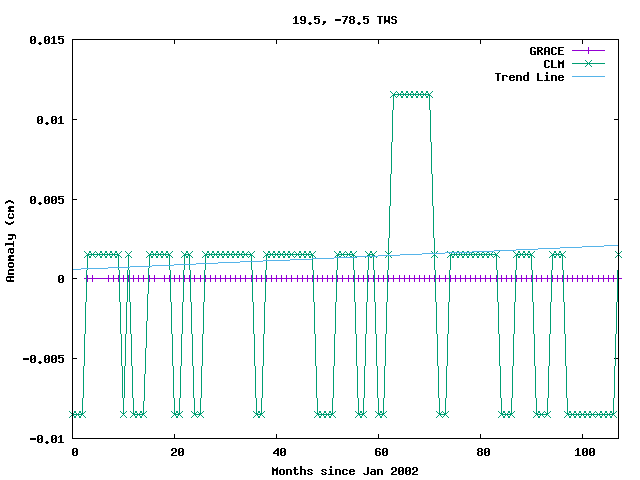 19.5, -78.5 TWS
0.015
0.01
0.005
0
-0.005
-0.01
Anomaly (cm)
GRACE
CLM
Trend Line
0 20 40 60 80 100
Months since Jan 2002